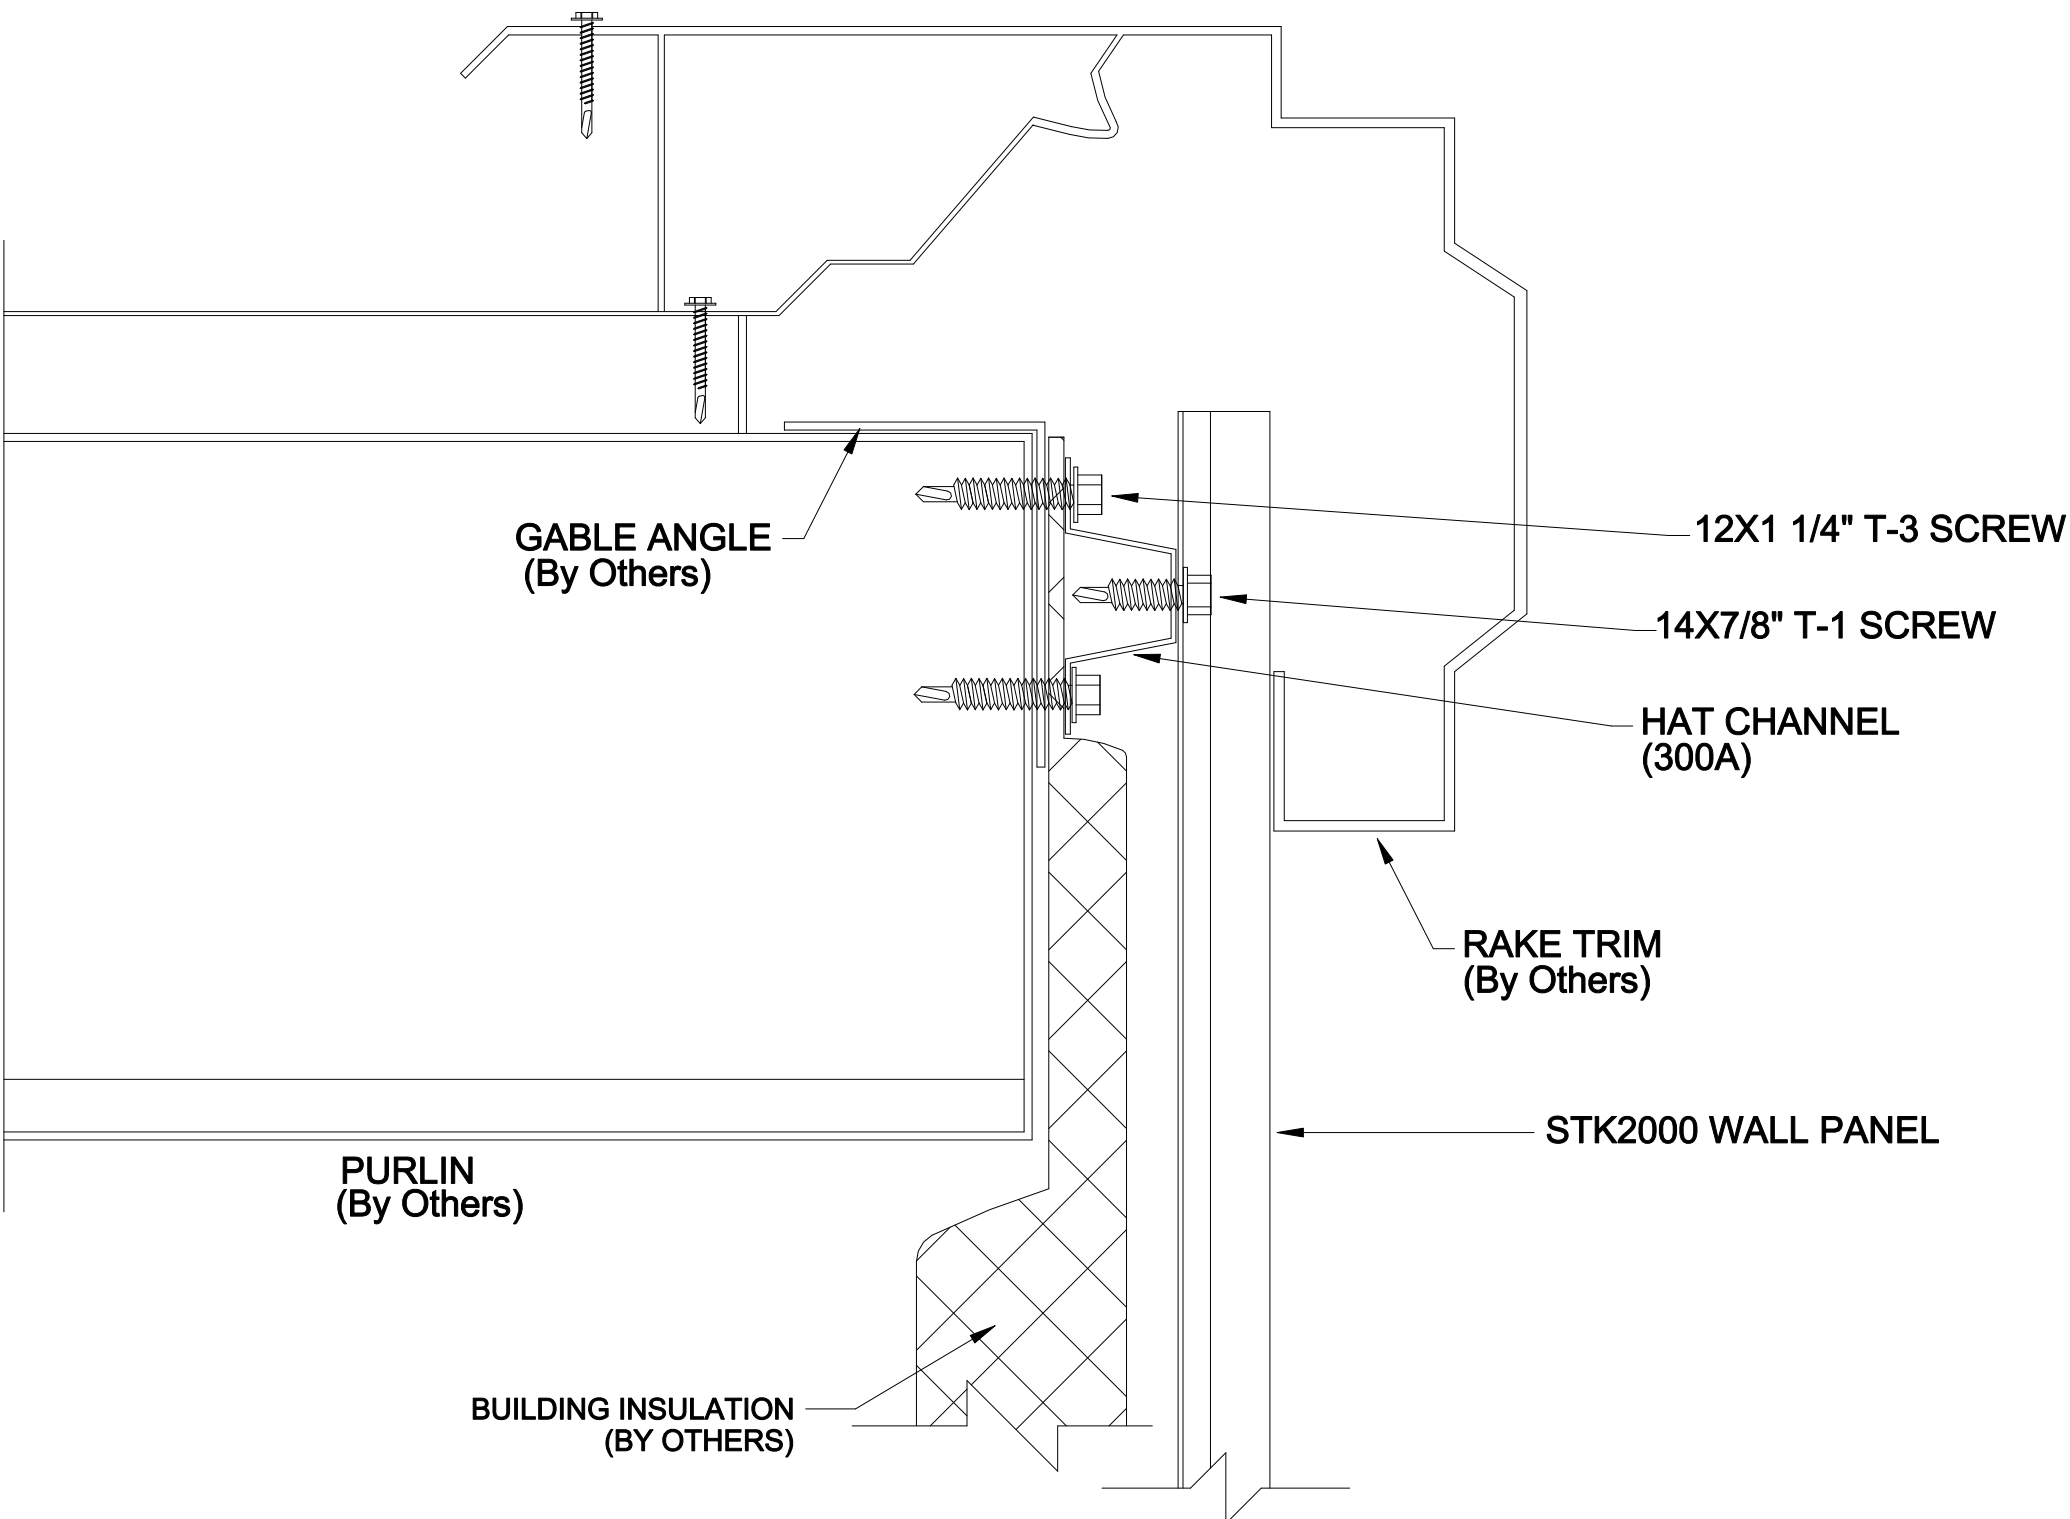 GABLE ANGLE
(By Others)
12X1 1/4" T-3 SCREW
14X7/8" T-1 SCREW
HAT CHANNEL
(300A)
RAKE TRIM
(By Others)
STK2000 WALL PANEL
PURLIN
(By Others)
BUILDING INSULATION
(BY OTHERS)